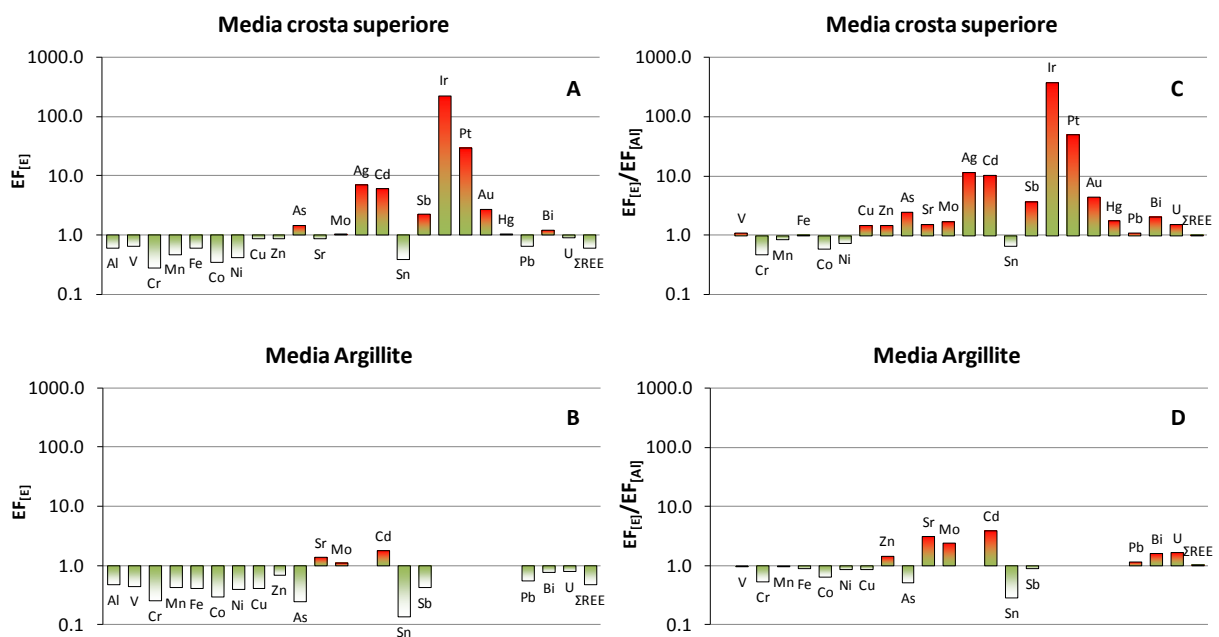 Media crosta superiore
A
EF[E]
1000.0
100.0
10.0
1.0
0.1
Al V Cr Mn Fe Co Ni Cu Zn As Sr Mo Ag Cd Sn Sb Ir Pt Au Hg Pb Bi U ΣREE
Media crosta superiore
C
EF[E]/EF[Al]
1000.0
100.0
10.0
1.0
0.1
V Cr Mn Fe Co Ni Cu Zn As Sr Mo Ag Cd Sn Sb Ir Pt Au Hg Pb Bi U ΣREE
Media Argillite
B
EF[E]
1000.0
100.0
10.0
1.0
0.1
Al V Cr Mn Fe Co Ni Cu Zn As Sr Mo Cd Sn Sb Pb Bi U ΣREE
Media Argillite
D
EF[E]/EF[Al]
1000.0
100.0
10.0
1.0
0.1
V Cr Mn Fe Co Ni Cu Zn As Sr Mo Cd Sn Sb Pb Bi U ΣREE